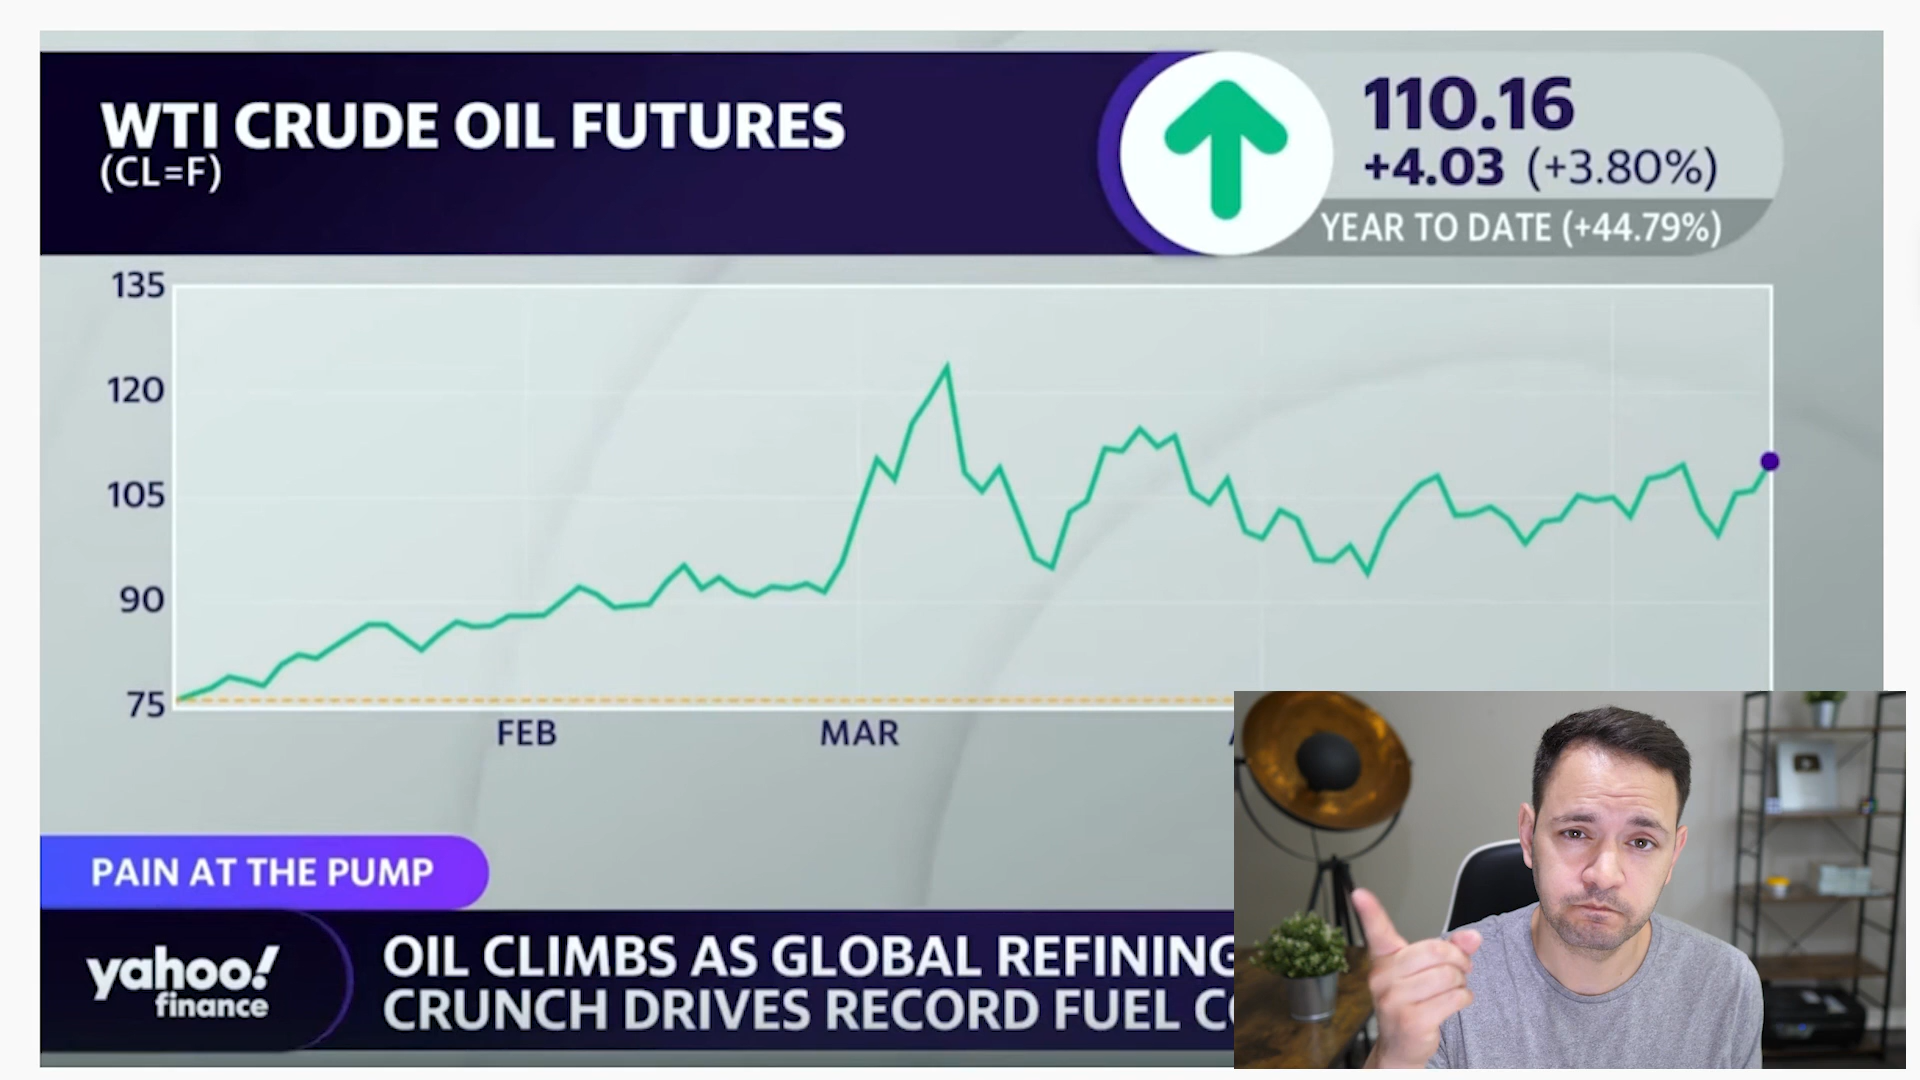 WTI CRUDE OIL FUTURES
(CL=F)
110.16
+4.03 (+3.80%)
YEAR TO DATE (+44.79%)
135
120
105
90
75
FEB
MAR
PAIN AT THE PUMP
yahoo!
finance
OIL CLIMBS AS GLOBAL REFINING
CRUNCH DRIVES RECORD FUEL